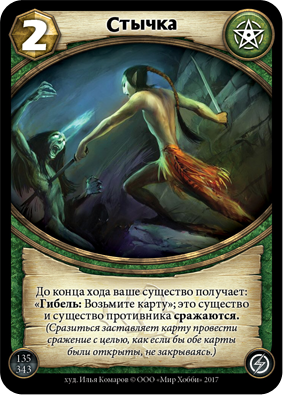 2
Стычка
До конца хода ваше существо получает:
«Гибель: Возьмите карту»; это существо
и существо противника сражаются.
(Сразиться заставляет карту провести
сражение с целью, как если бы обе карты
были открыты, не закрываясь.)
135
343
худ. Илья Комаров © ООО «Мир Хобби» 2017